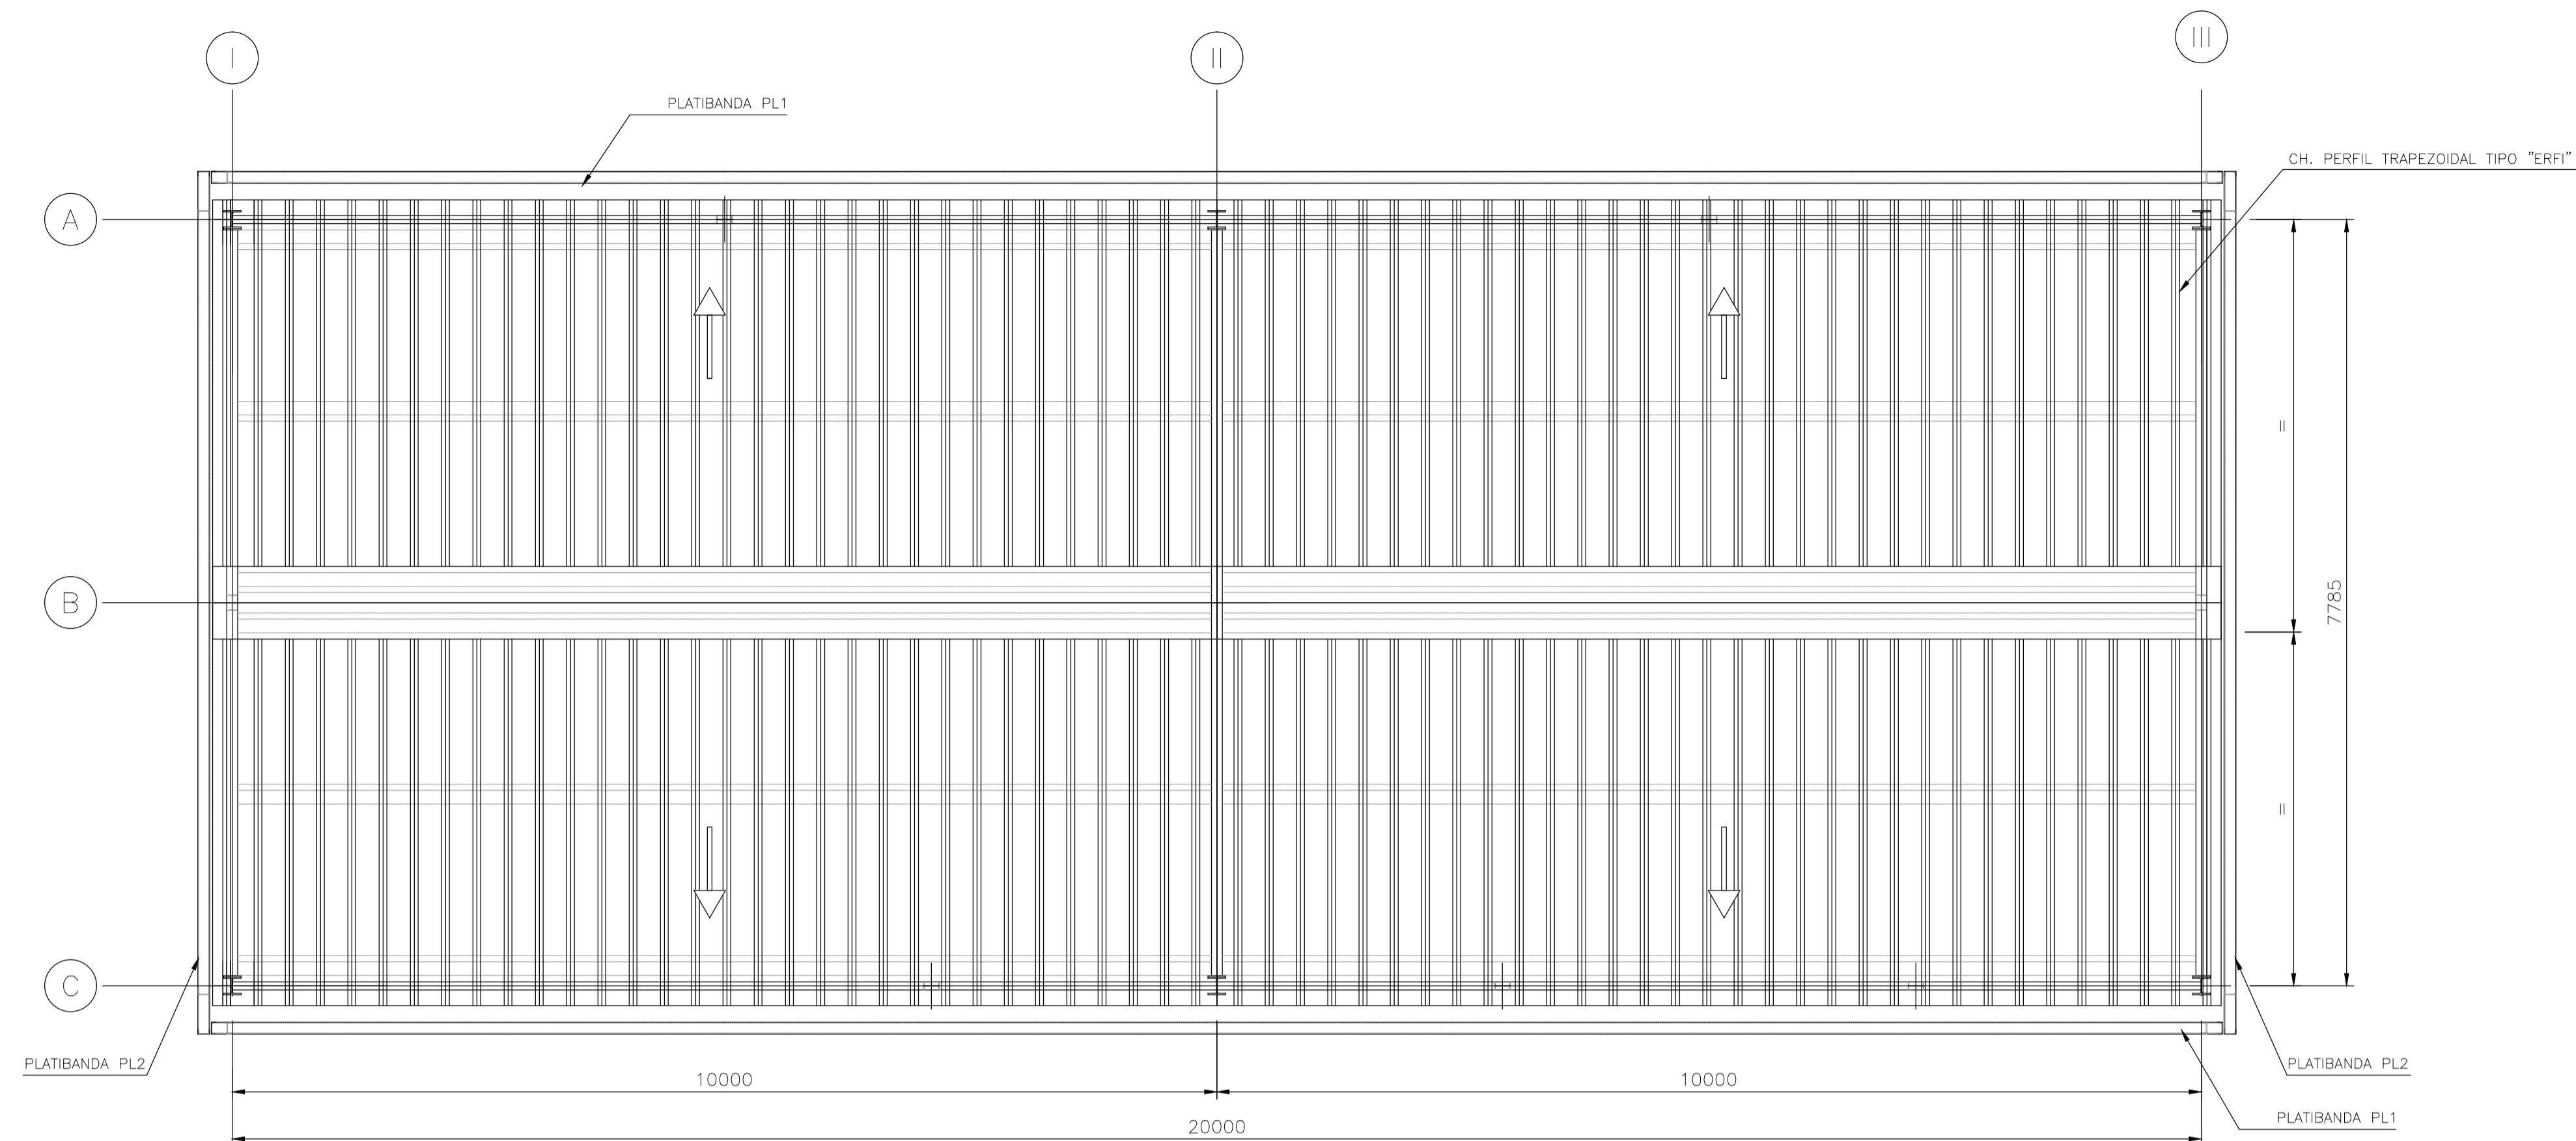 I
II
III
PLATIBANDA PL1
CH. PERFIL TRAPEZOIDAL TIPO "ERFI"
A
=
B
7785
=
C
PLATIBANDA PL2
PLATIBANDA PL2
10000
10000
PLATIBANDA PL1
20000